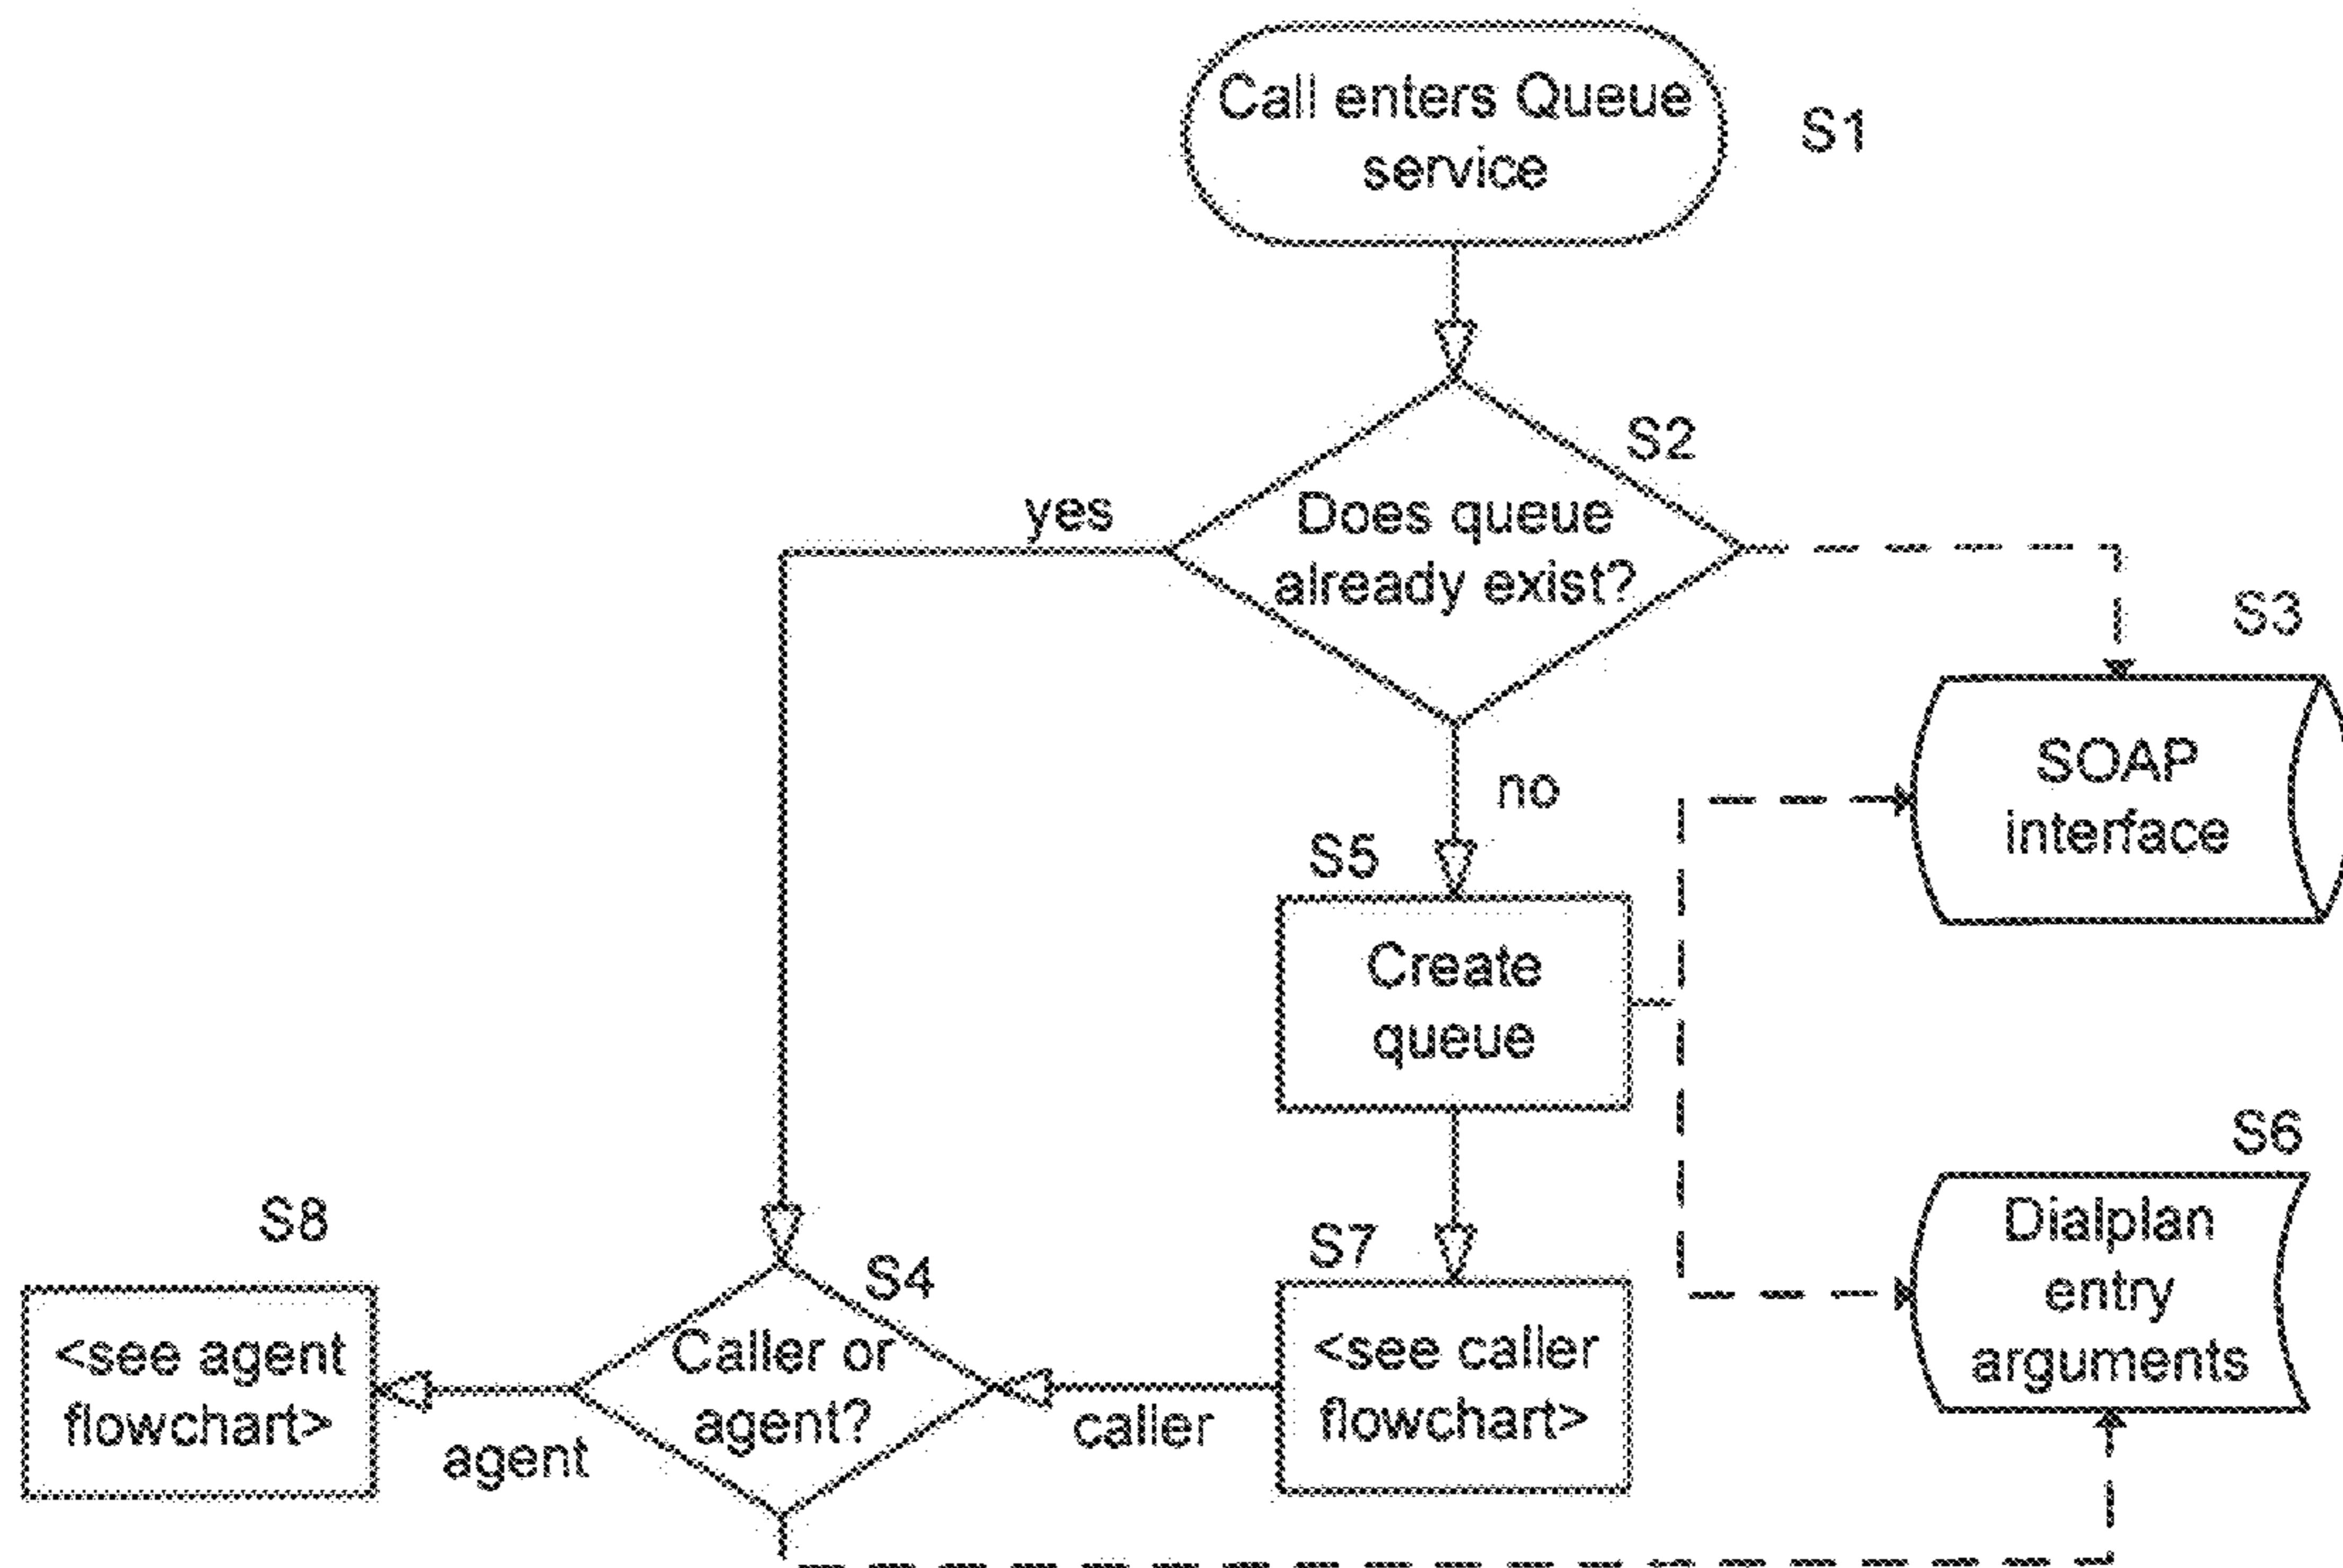 Call enters Queue
service
S1
S2
yes
Does queue
already exist?
S3
no
SOAP
interface
S5
Create
queue
S6
Dialplan
entry
arguments
S8
S4
S7
<see agent
flowchart>
agent
Caller or
agent?
caller
<see caller
flowchart>